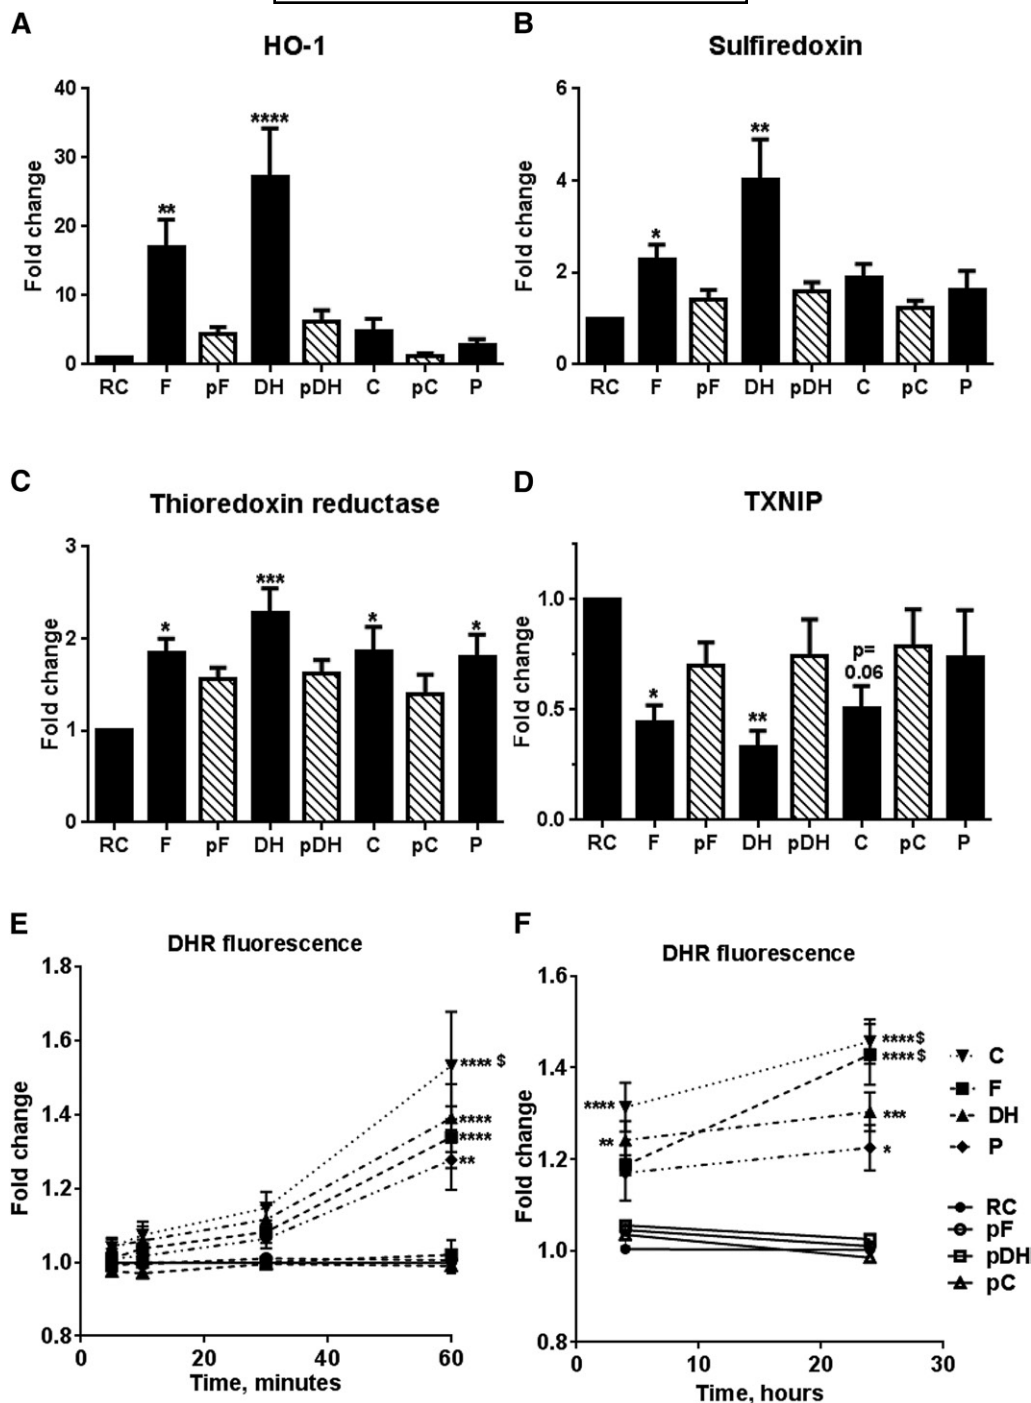 A
HO-1
Fold change
40
30
20
10
0
****
**
RC F pF DH pDH C pC P
B
Sulfiredoxin
Fold change
6
4
2
0
**
*
RC F pF DH pDH C pC P
C
Thioredoxin reductase
Fold change
3
2
1
0
* *** * *
RC F pF DH pDH C pC P
D
TXNIP
Fold change
1.0
0.5
0.0
p=
0.06
* **
RC F pF DH pDH C pC P
E
DHR fluorescence
Fold change
1.8
1.6
1.4
1.2
1.0
0.8
**** $
****
****
**
0 20 40 60
Time, minutes
F
DHR fluorescence
Fold change
1.6
1.4
1.2
1.0
0.8
****
**
****$
****$
***
*
0 10 20 30
Time, hours
C
F
DH
P
RC
pF
pDH
pC